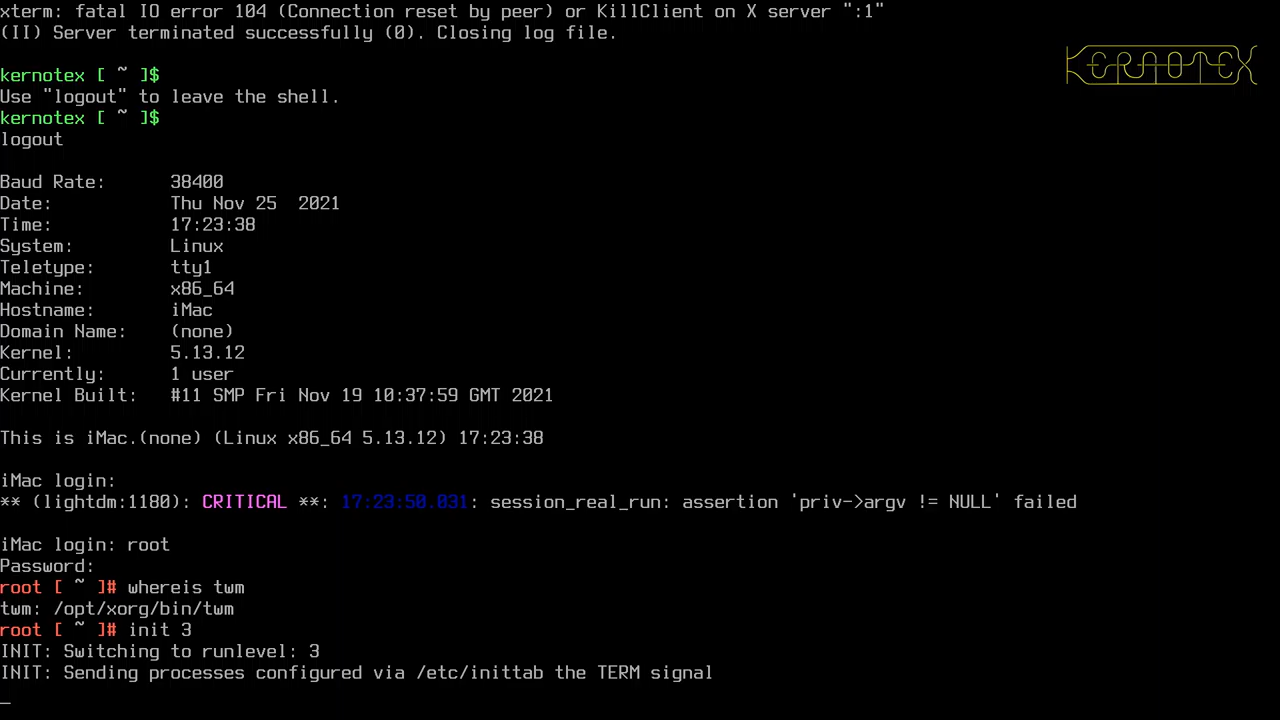 xterm: fatal IO error 104 (Connection reset by peer) or KillClient on X server ":1"
(II) Server terminated successfully (0). Closing log file.
KERNOTEX
kernotex [ ~ ]$
Use "logout" to leave the shell.
kernotex [ ~ ]$
logout
Baud Rate: 38400
Date: Thu Nov 25  2021
Time: 17:23:38
System: Linux
Teletype: tty1
Machine: x86_64
Hostname: iMac
Domain Name: (none)
Kernel: 5.13.12
Currently: 1 user
Kernel Built: #11 SMP Fri Nov 19 10:37:59 GMT 2021
This is iMac.(none) (Linux x86_64 5.13.12) 17:23:38
iMac login:
** (lightdm:1180): CRITICAL **: 17:23:50.031: session_real_run: assertion 'priv->argv != NULL' failed
iMac login: root
Password:
root [ ~ ]# whereis twm
twm: /opt/xorg/bin/twm
root [ ~ ]# init 3
INIT: Switching to runlevel: 3
INIT: Sending processes configured via /etc/inittab the TERM signal
_